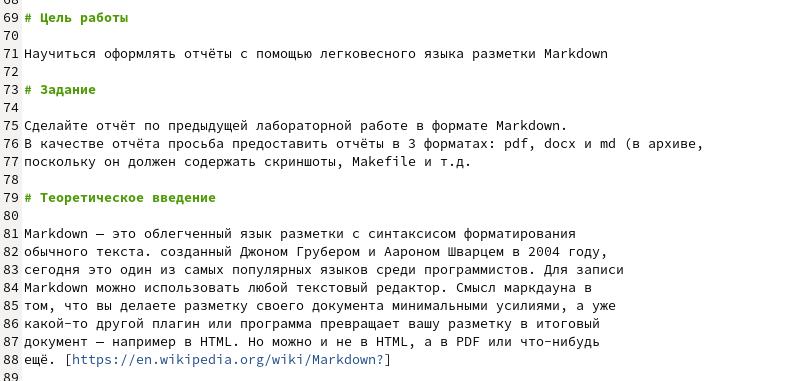 69 # Цель работы
70
71 Научиться оформлять отчёты с помощью легковесного языка разметки Markdown
72
73 # Задание
74
75 Сделайте отчёт по предыдущей лабораторной работе в формате Markdown.
76 В качестве отчёта просьба предоставить отчёты в 3 форматах: pdf, docx и md (в архиве,
77 поскольку он должен содержать скриншоты, Makefile и т.д.
78
79 # Теоретическое введение
80
81 Markdown — это облегченный язык разметки с синтаксисом форматирования
82 обычного текста. созданный Джоном Грубером и Аароном Шварцем в 2004 году,
83 сегодня это один из самых популярных языков среди программистов. Для записи
84 Markdown можно использовать любой текстовый редактор. Смысл маркдауна в
85 том, что вы делаете разметку своего документа минимальными усилиями, а уже
86 какой-то другой плагин или программа превращает вашу разметку в итоговый
87 документ — например в HTML. Но можно и не в HTML, а в PDF или что-нибудь
88 ещё. [https://en.wikipedia.org/wiki/Markdown?]
89